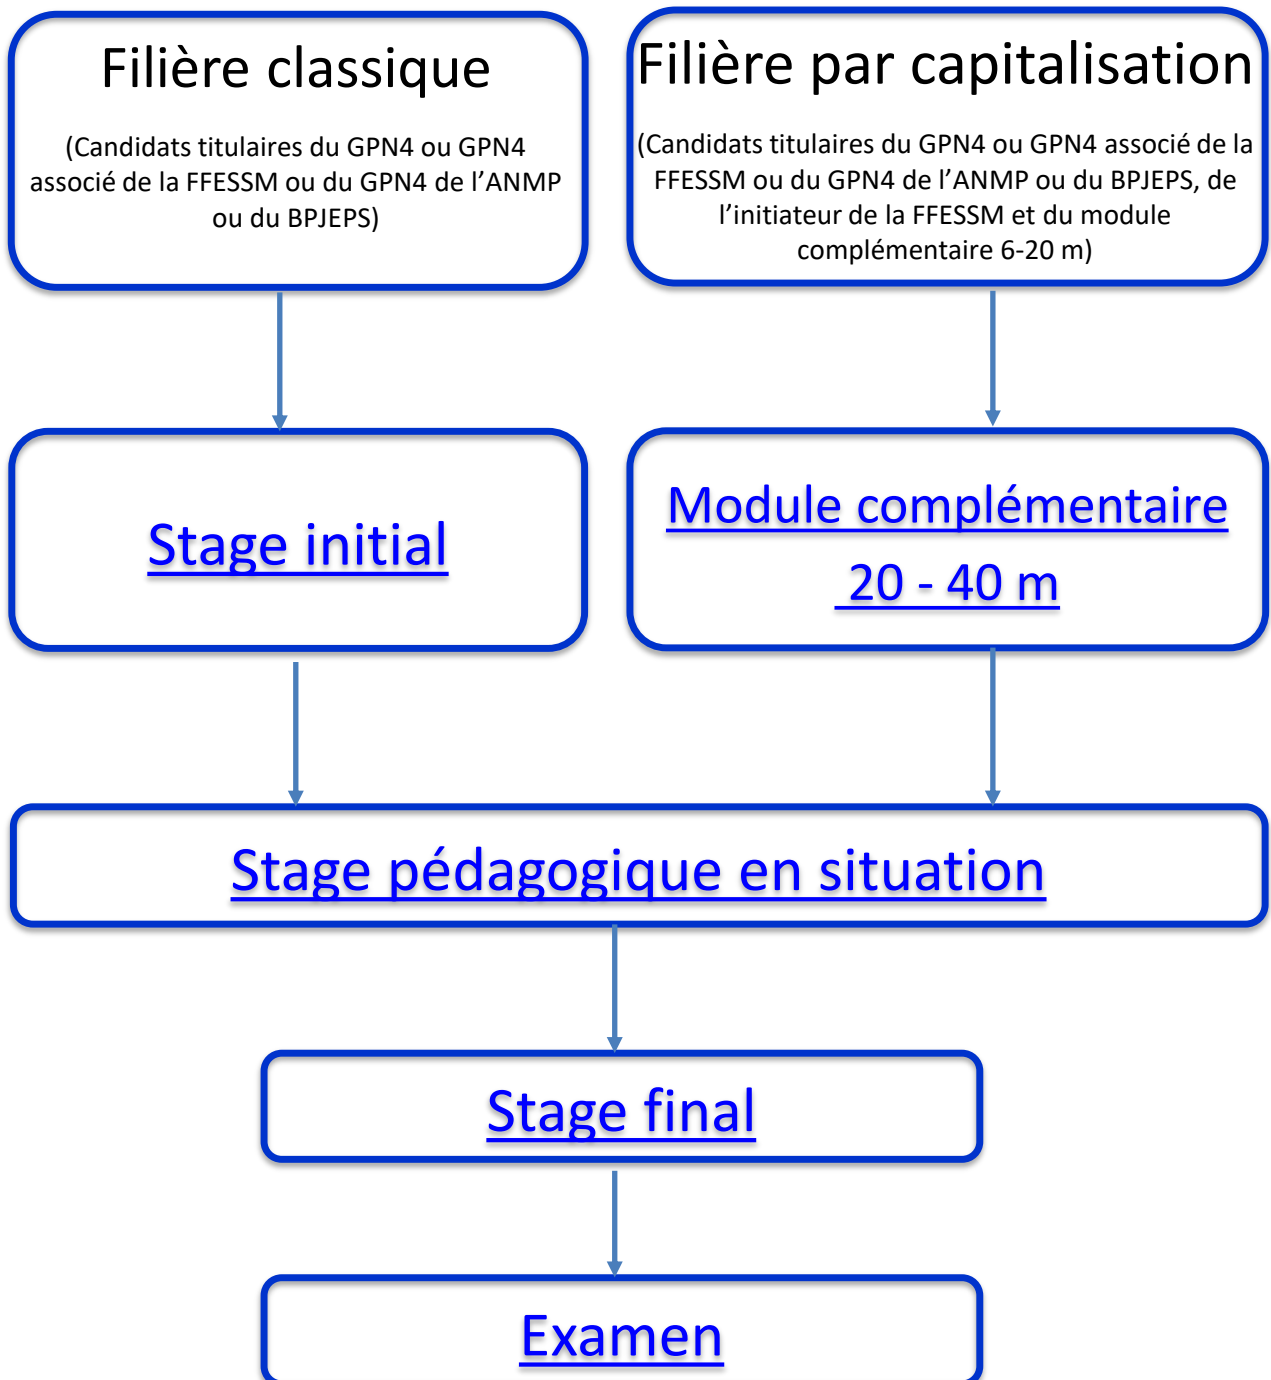 Filière classique
(Candidats titulaires du GPN4 ou GPN4
associé de la FFESSM ou du GPN4 de l’ANMP
ou du BPJEPS)
Filière par capitalisation
(Candidats titulaires du GPN4 ou GPN4 associé de la
FFESSM ou du GPN4 de l’ANMP ou du BPJEPS, de
l’initiateur de la FFESSM et du module
complémentaire 6-20 m)
Stage initial
Module complémentaire
20 - 40 m
Stage pédagogique en situation
Stage final
Examen